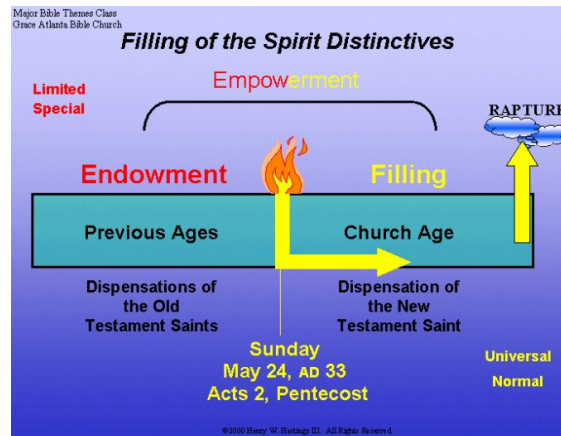 Major Bible Themes Class
Grace Atlanta Bible Church
Filling of the Spirit Distinctives
Limited
Special
Empowerment
RAPTURE
Endowment
Filling
Previous Ages
Church Age
Dispensations of
the Old
Testament Saints
Dispensation of
the New
Testament Saint
Sunday
May 24, AD 33
Acts 2, Pentecost
Universal
Normal
©2000 Henry W. Hastings III. All Rights Reserved